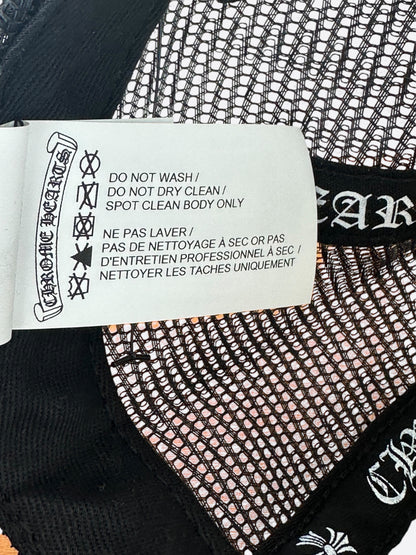 CHROME HEARTS
DO NOT WASH /
DO NOT DRY CLEAN /
SPOT CLEAN BODY ONLY
NE PAS LAVER /
PAS DE NETTOYAGE À SEC OR PAS
D'ENTRETIEN PROFESSIONNEL À SEC /
NETTOYER LES TACHES UNIQUEMENT
EAR
CH